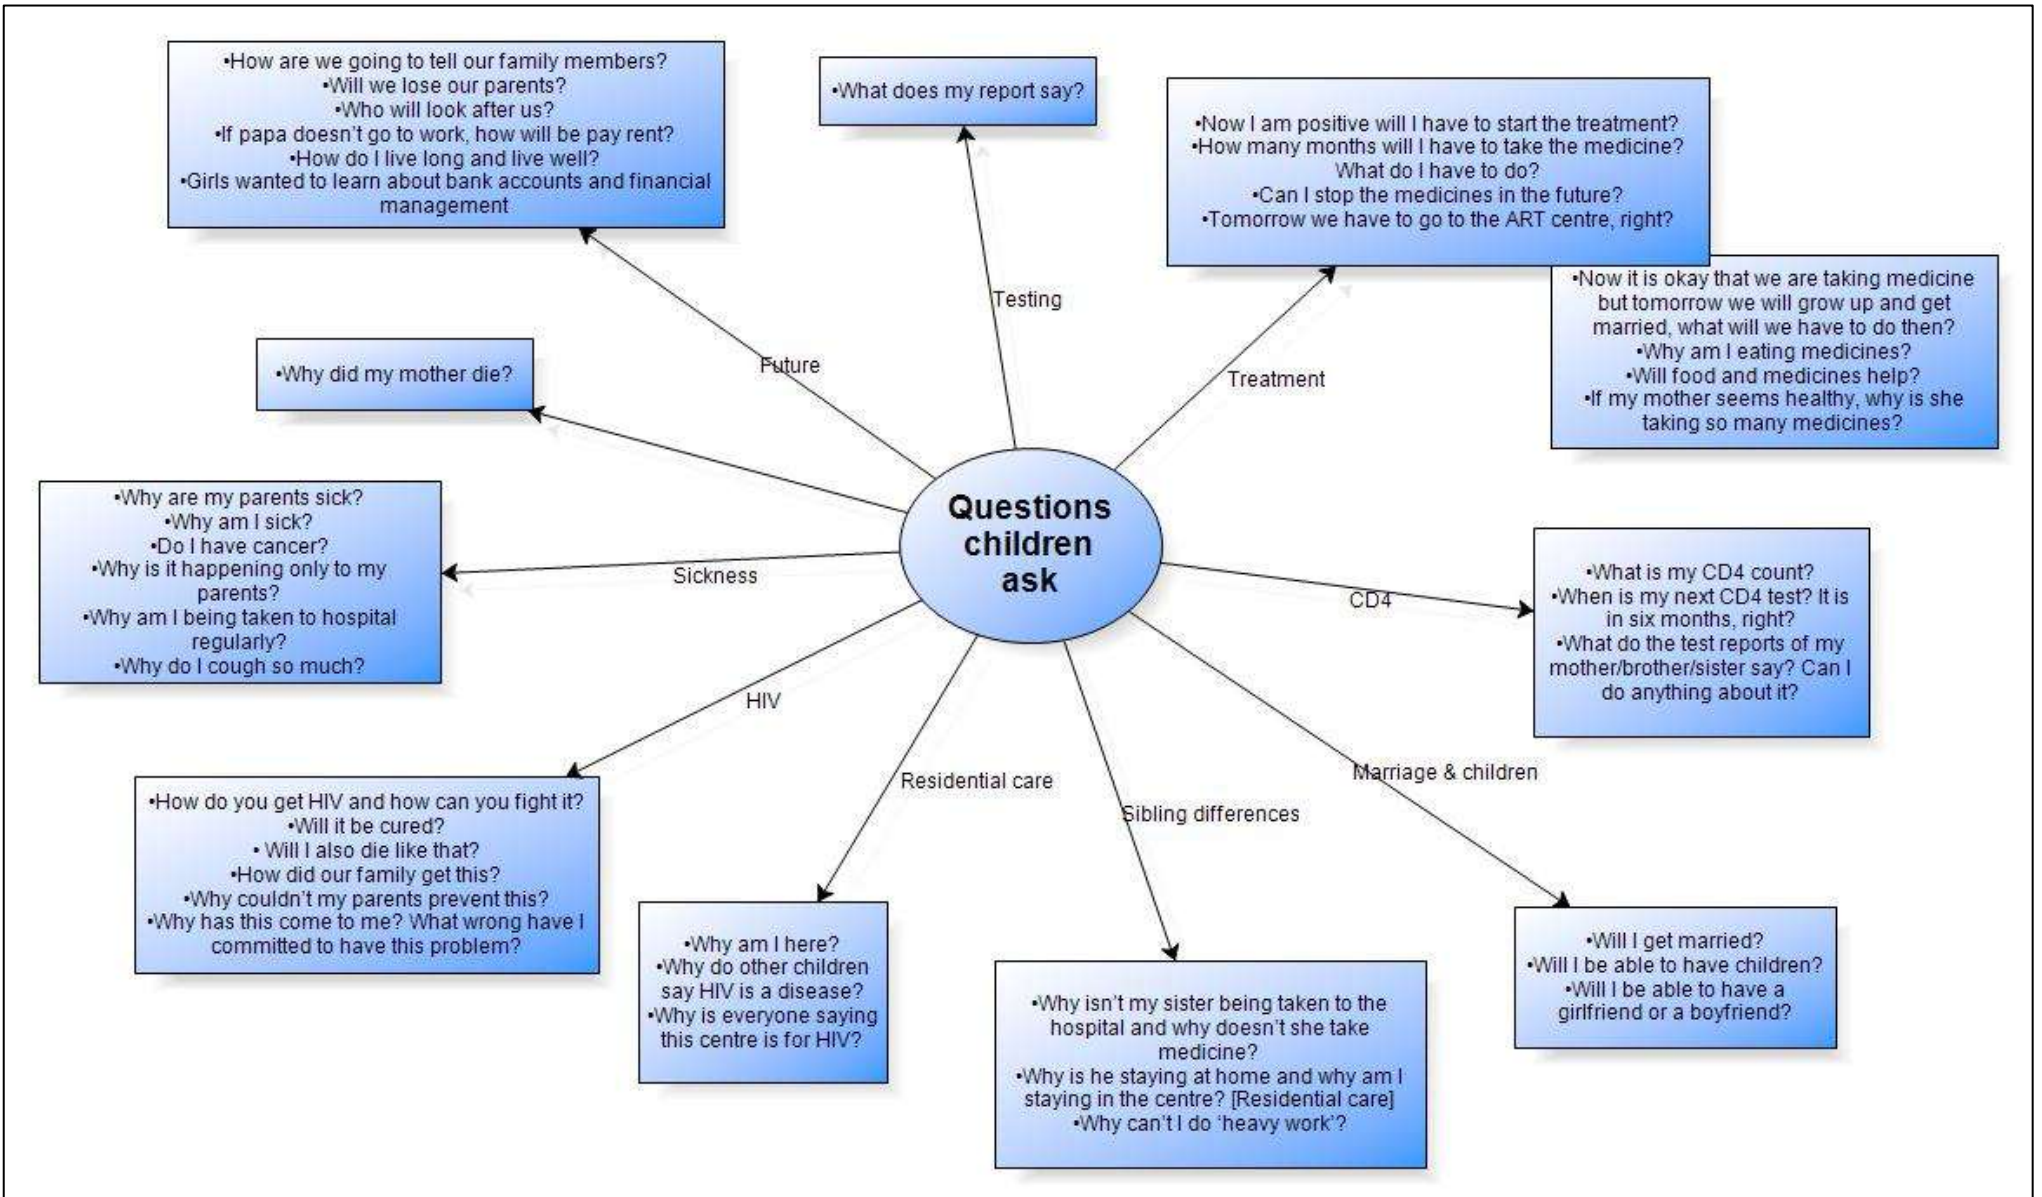 •How are we going to tell our family members?
•Will we lose our parents?
•Who will look after us?
•If papa doesn't go to work, how will be pay rent?
•How do I live long and live well?
•Girls wanted to learn about bank accounts and financial
management
•What does my report say?
•Now I am positive will I have to start the treatment?
•How many months will I have to take the medicine?
What do I have to do?
•Can I stop the medicines in the future?
•Tomorrow we have to go to the ART centre, right?
•Now it is okay that we are taking medicine
but tomorrow we will grow up and get
married, what will we have to do then?
•Why am I eating medicines?
•Will food and medicines help?
•If my mother seems healthy, why is she
taking so many medicines?
Testing
Future
Treatment
•Why did my mother die?
Questions
children
ask
•Why are my parents sick?
•Why am I sick?
•Do I have cancer?
•Why is it happening only to my
parents?
•Why am I being taken to hospital
regularly?
•Why do I cough so much?
Sickness
CD4
•What is my CD4 count?
•When is my next CD4 test? It is
in six months, right?
•What do the test reports of my
mother/brother/sister say? Can I
do anything about it?
HIV
Residential care
Sibling differences
Marriage & children
•How do you get HIV and how can you fight it?
•Will it be cured?
• Will I also die like that?
•How did our family get this?
•Why couldn't my parents prevent this?
•Why has this come to me? What wrong have I
committed to have this problem?
•Why am I here?
•Why do other children
say HIV is a disease?
•Why is everyone saying
this centre is for HIV?
•Why isn't my sister being taken to the
hospital and why doesn't she take
medicine?
•Why is he staying at home and why am I
staying in the centre? [Residential care]
•Why can't I do ‘heavy work’?
•Will I get married?
•Will I be able to have children?
•Will I be able to have a
girlfriend or a boyfriend?